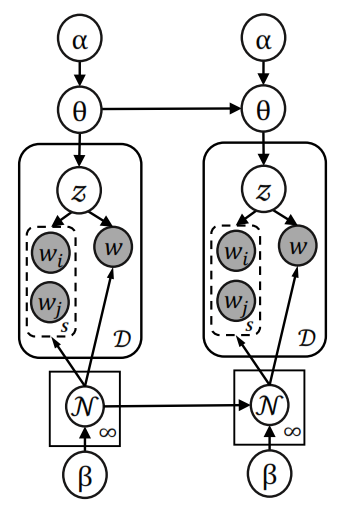 α α
θ θ
z z
w_i w w_i w
w_j w_j
s s
𝒟 𝒟
𝒩 𝒩
∞ ∞
β β